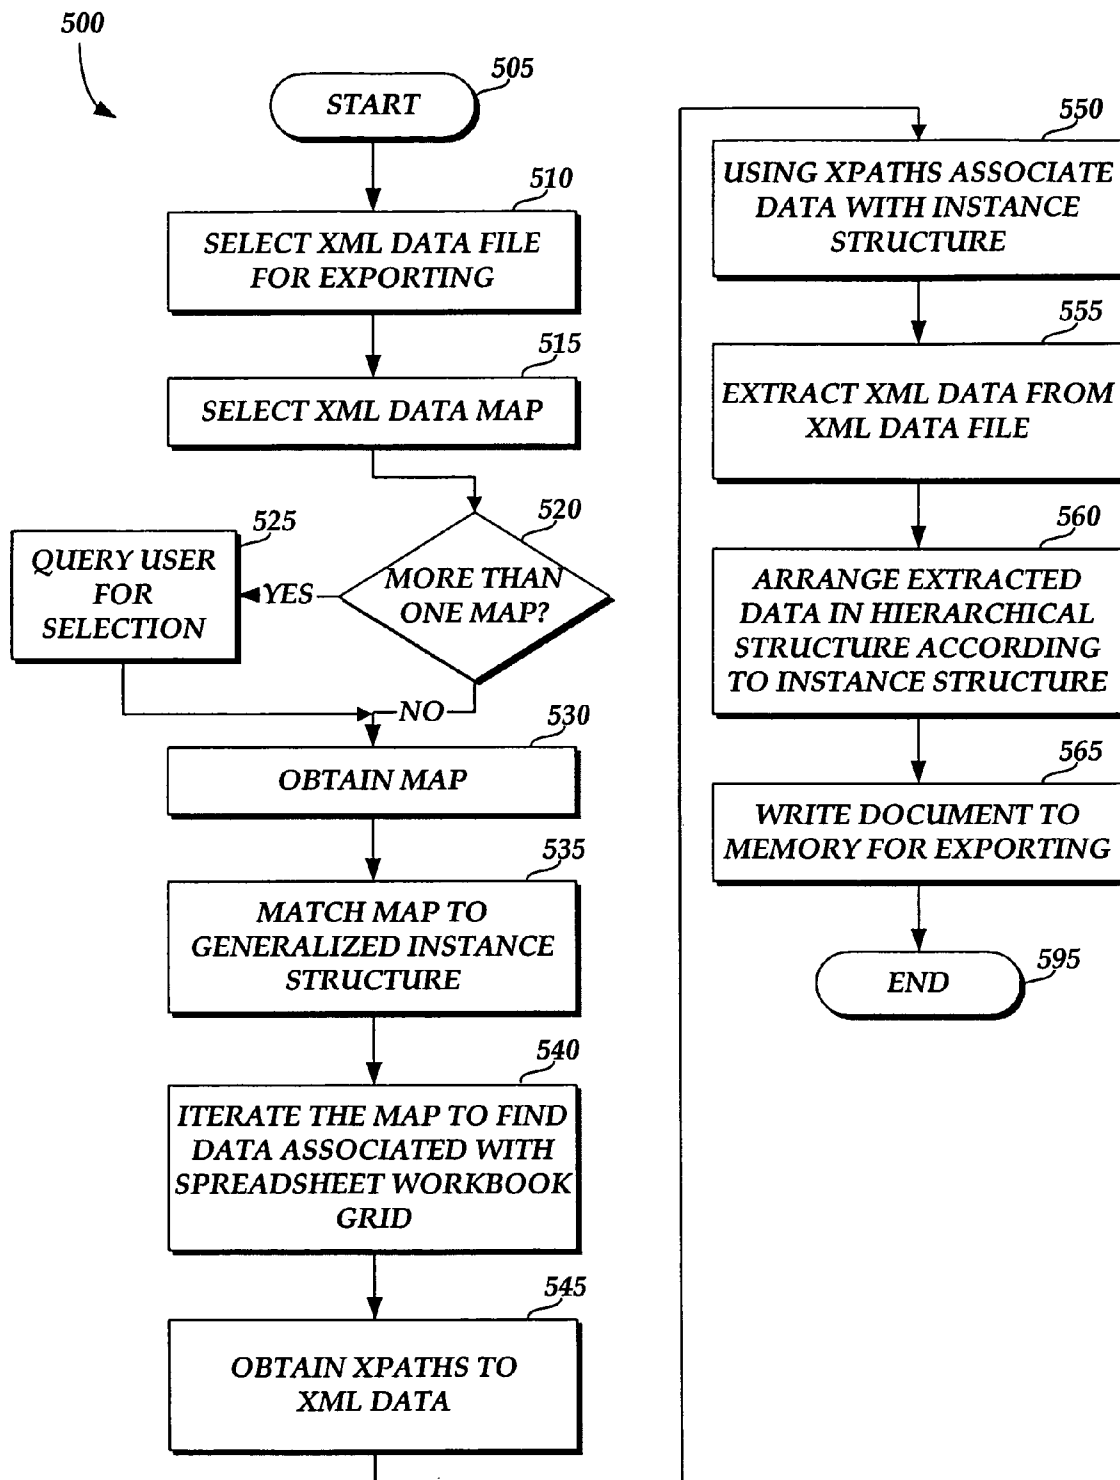 500
START
505
510
SELECT XML DATA FILE
FOR EXPORTING
515
SELECT XML DATA MAP
520
MORE THAN
ONE MAP?
YES
525
QUERY USER
FOR
SELECTION
NO
530
OBTAIN MAP
535
MATCH MAP TO
GENERALIZED INSTANCE
STRUCTURE
540
ITERATE THE MAP TO FIND
DATA ASSOCIATED WITH
SPREADSHEET WORKBOOK
GRID
545
OBTAIN XPATHS TO
XML DATA
550
USING XPATHS ASSOCIATE
DATA WITH INSTANCE
STRUCTURE
555
EXTRACT XML DATA FROM
XML DATA FILE
560
ARRANGE EXTRACTED
DATA IN HIERARCHICAL
STRUCTURE ACCORDING
TO INSTANCE STRUCTURE
565
WRITE DOCUMENT TO
MEMORY FOR EXPORTING
END
595